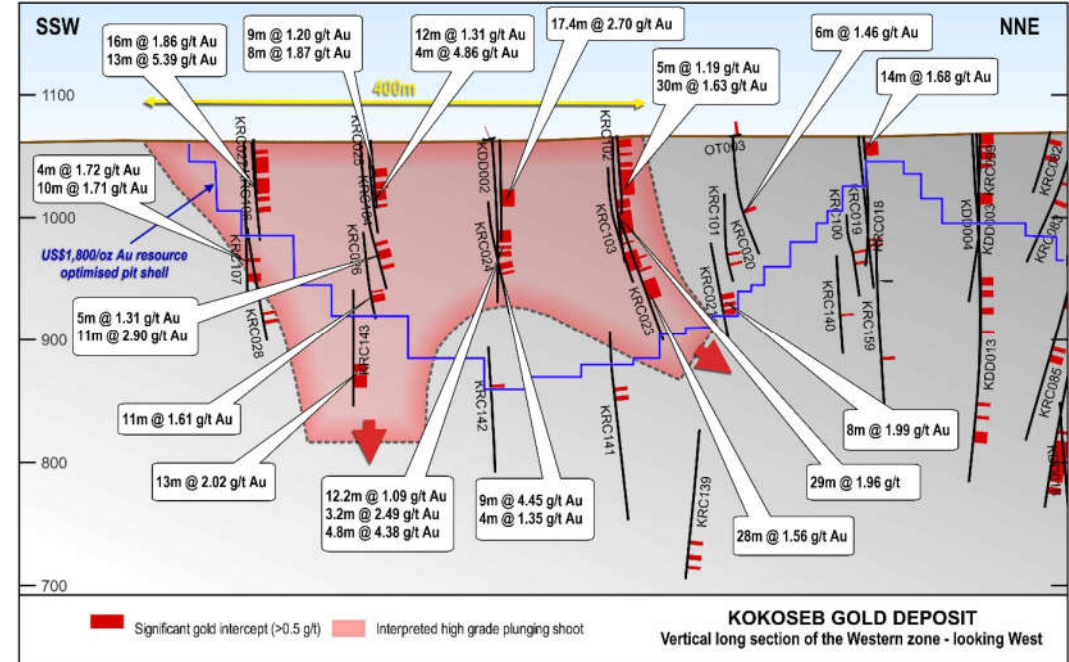 SSW
NNE
16m @ 1.86 g/t Au
13m @ 5.39 g/t Au
9m @ 1.20 g/t Au
8m @ 1.87 g/t Au
12m @ 1.31 g/t Au
4m @ 4.86 g/t Au
17.4m @ 2.70 g/t Au
5m @ 1.19 g/t Au
30m @ 1.63 g/t Au
6m @ 1.46 g/t Au
14m @ 1.68 g/t Au
400m
1100
1000
900
800
700
4m @ 1.72 g/t Au
10m @ 1.71 g/t Au
US$1,800/oz Au resource
optimised pit shell
5m @ 1.31 g/t Au
11m @ 2.90 g/t Au
11m @ 1.61 g/t Au
13m @ 2.02 g/t Au
12.2m @ 1.09 g/t Au
3.2m @ 2.49 g/t Au
4.8m @ 4.38 g/t Au
9m @ 4.45 g/t Au
4m @ 1.35 g/t Au
28m @ 1.56 g/t Au
29m @ 1.96 g/t
8m @ 1.99 g/t Au
KRC107
KRC028
KRC025
KRC143
KDD002
KRC024
KRC142
KRC102
KRC103
KRC023
KRC141
KRC139
OT003
KRC101
KRC020
KRC021
KRC100
KRC019
KRC140
KRC159
KRC099
KDD003
KDD004
KDD013
KRC082
KRC085
Significant gold intercept (>0.5 g/t)
Interpreted high grade plunging shoot
KOKOSEB GOLD DEPOSIT
Vertical long section of the Western zone - looking West